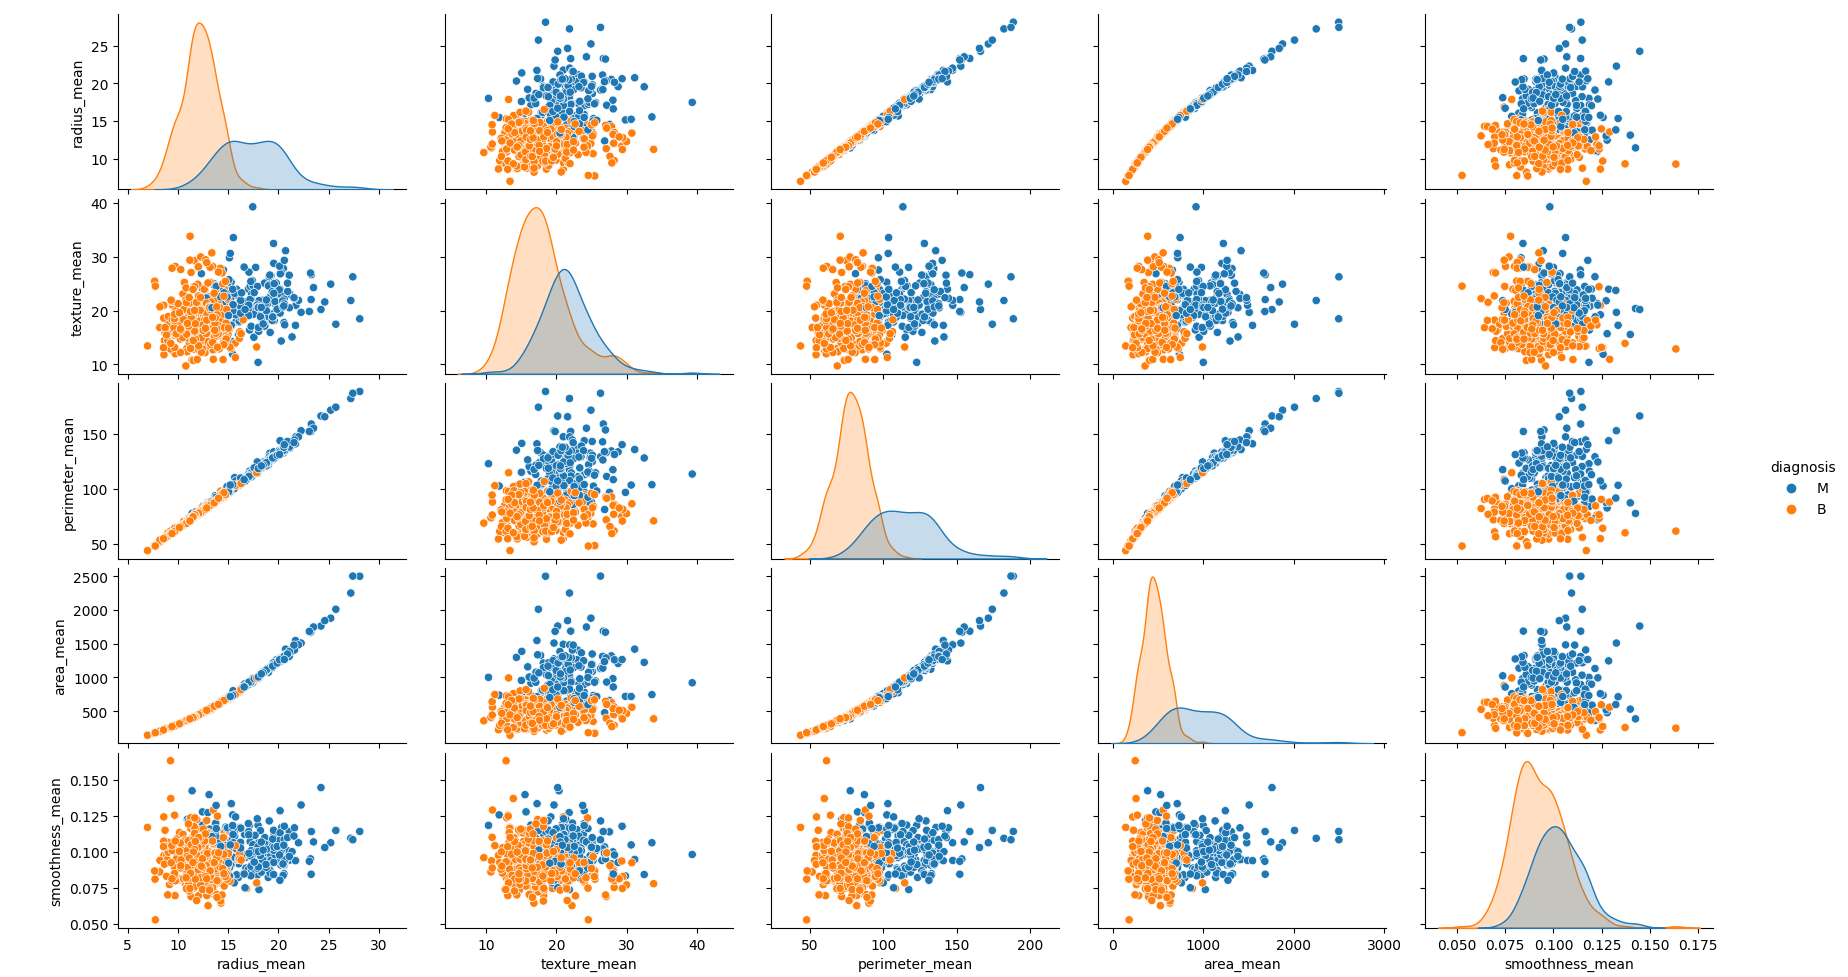 radius_mean
25
20
15
10
texture_mean
40
30
20
10
perimeter_mean
150
100
50
diagnosis
M
B
area_mean
2500
2000
1500
1000
500
smoothness_mean
0.150
0.125
0.100
0.075
0.050
5 10 15 20 25 30
10 20 30 40
50 100 150 200
0 1000 2000 3000
0.050 0.075 0.100 0.125 0.150 0.175
radius_mean
texture_mean
perimeter_mean
area_mean
smoothness_mean